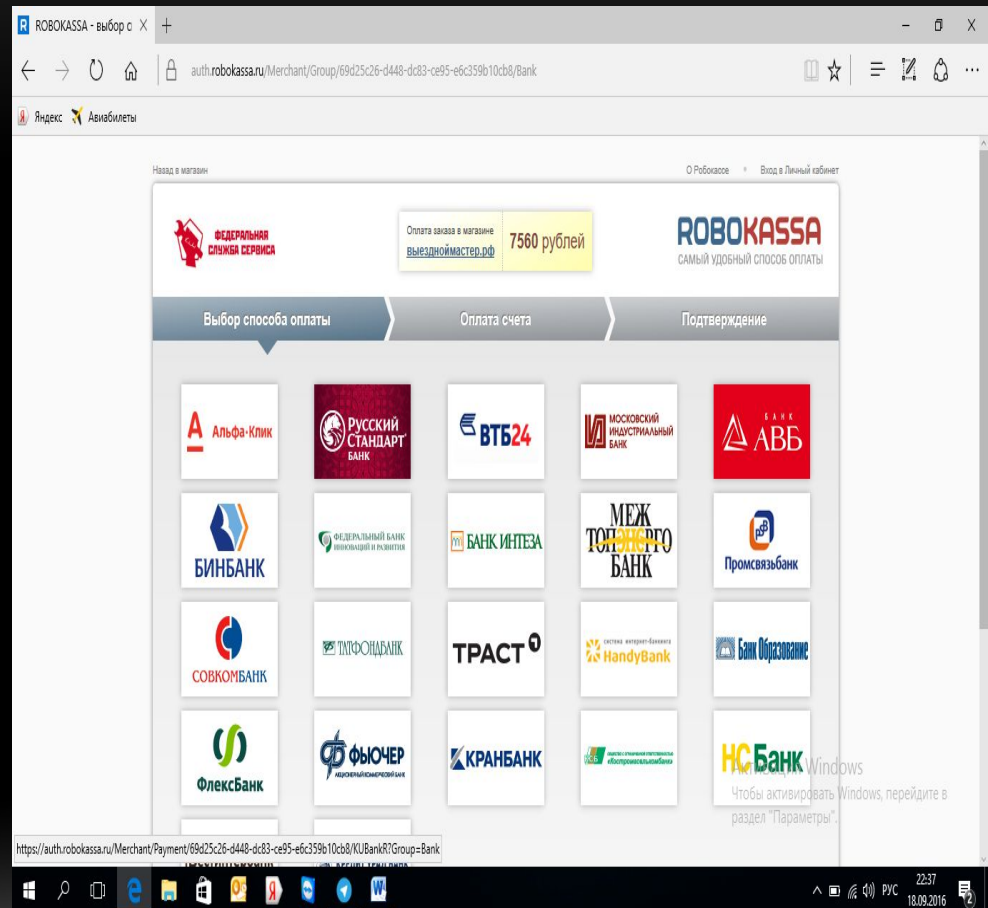 ROBOKASSA - выбор с
auth.robokassa.ru/Merchant/Group/69d25c26-d448-dc83-ce95-e6c359b10cb8/Bank
Яндекс Авиабилеты
Назад в магазин
О Робокассе Вход в Личный кабинет
ФЕДЕРАЛЬНАЯ
СЛУЖБА СЕРВИСА
Оплата заказа в магазине
выездноймастер.рф
7560 рублей
ROBOKASSA
САМЫЙ УДОБНЫЙ СПОСОБ ОПЛАТЫ
Выбор способа оплаты Оплата счета Подтверждение
Альфа-Клик
РУССКИЙ
СТАНДАРТ
БАНК
ВТБ24
МОСКОВСКИЙ
ИНДУСТРИАЛЬНЫЙ
БАНК
БАНК
АВБ
БИНБАНК
ФЕДЕРАЛЬНЫЙ БАНК
ИННОВАЦИЙ И РАЗВИТИЯ
БАНК ИНТЕЗА
МЕЖ
ТОПЭНЕРГО
БАНК
Промсвязьбанк
СОВКОМБАНК
ТАТФОНДБАНК
ТРАСТ
система интернет-банкинга
HandyBank
Банк Образование
ФлексБанк
ФЬЮЧЕР
АКЦИОНЕРНЫЙ КОММЕРЧЕСКИЙ БАНК
КРАНБАНК
КСБ
«Костромаселькомбанк»
НС Банк
Активация Windows
Чтобы активировать Windows, перейдите в
раздел "Параметры".
https://auth.robokassa.ru/Merchant/Payment/69d25c26-d448-dc83-ce95-e6c359b10cb8/KUBankR?Group=Bank
РУС
22:37
18.09.2016
2